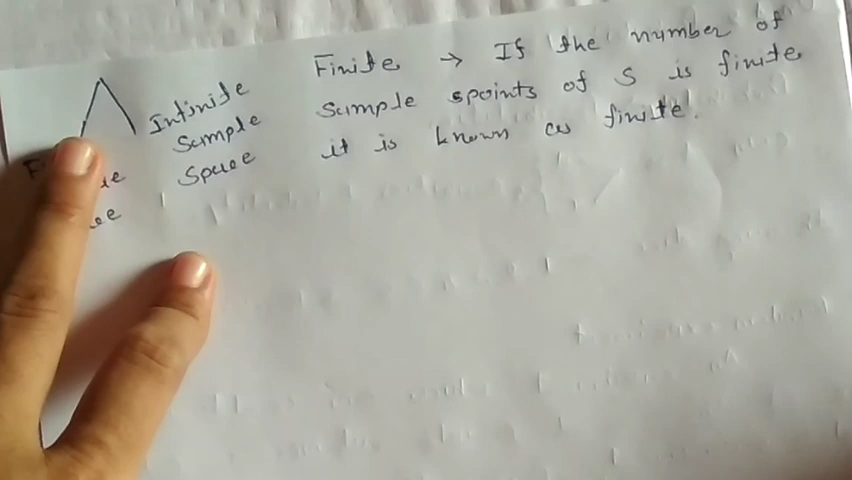 Finite → If the number of
sample spoints of S is finite
it is known as finite.
Infinite
Sample
Space